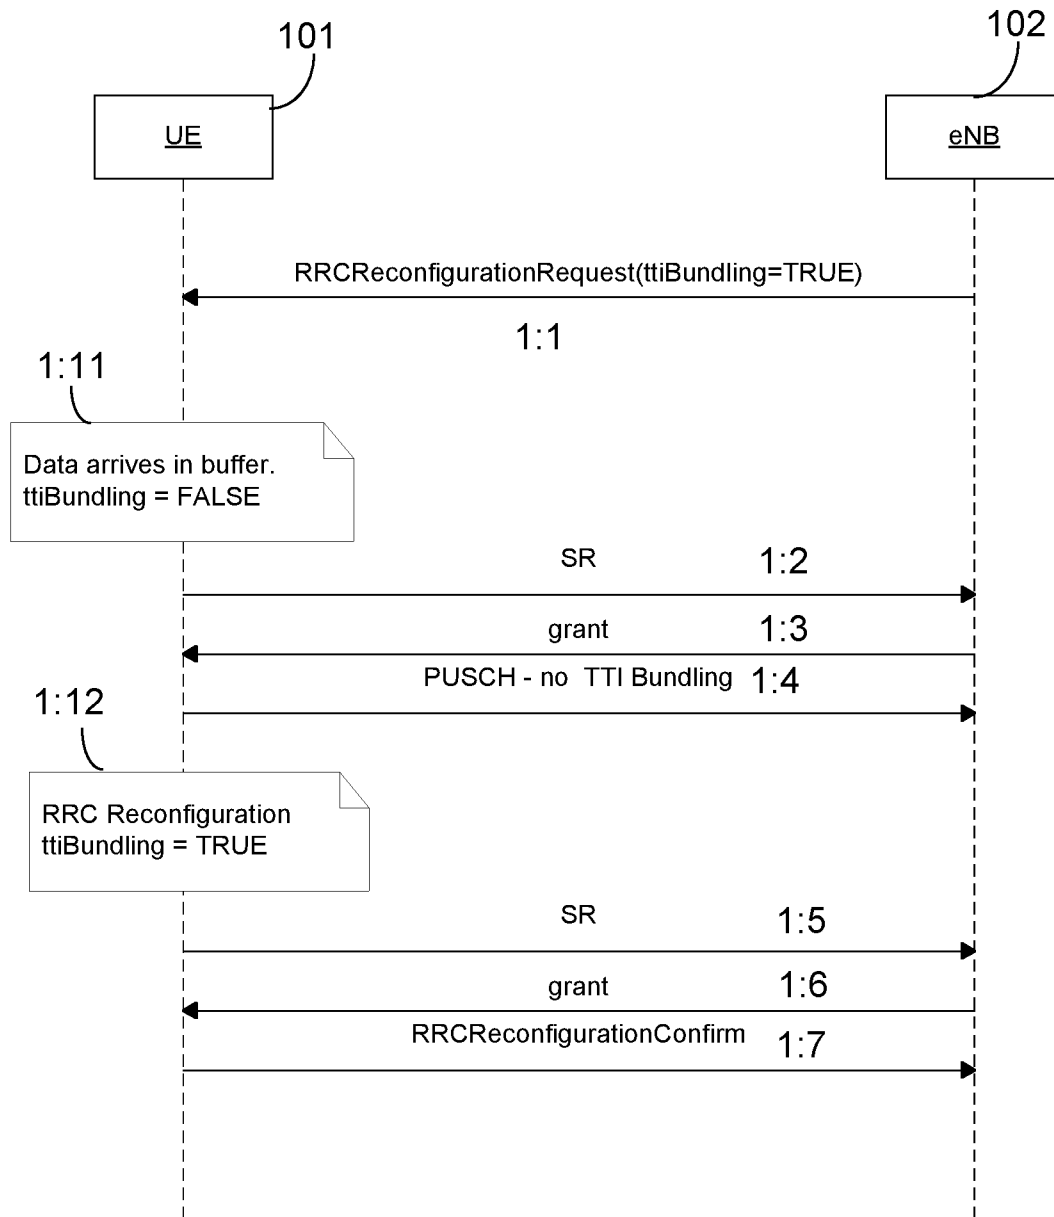 101
102
UE
eNB
RRCReconfigurationRequest(ttiBundling=TRUE)
1:1
1:11
Data arrives in buffer.
ttiBundling = FALSE
SR 1:2
grant 1:3
PUSCH - no TTI Bundling 1:4
1:12
RRC Reconfiguration
ttiBundling = TRUE
SR 1:5
grant 1:6
RRCReconfigurationConfirm 1:7